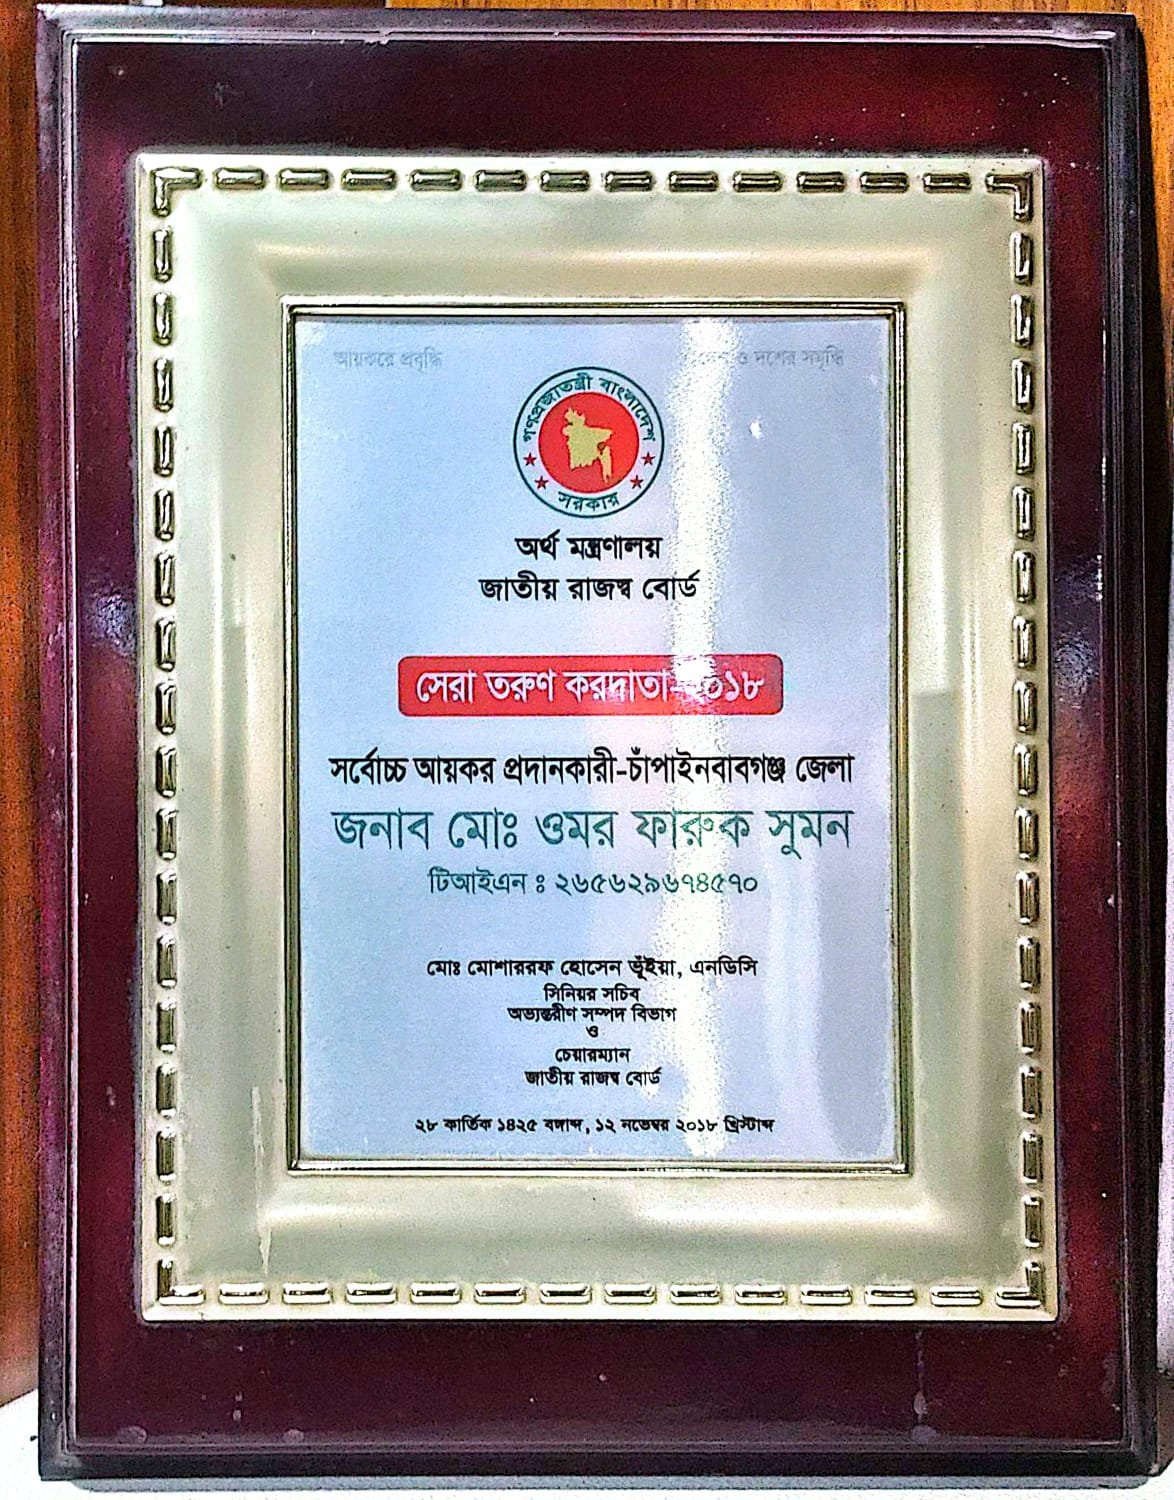 আয়করে প্রবৃদ্ধি
ও দশের সমৃদ্ধি
গণপ্রজাতন্ত্রী বাংলাদেশ
সরকার
অর্থ মন্ত্রণালয়
জাতীয় রাজস্ব বোর্ড
সেরা তরুণ করদাতা-২০১৮
সর্বোচ্চ আয়কর প্রদানকারী-চাঁপাইনবাবগঞ্জ জেলা
জনাব মোঃ ওমর ফারুক সুমন
টিআইএন ঃ ২৬৫৬২৯৬৭৪৫৭০
মোঃ মোশাররফ হোসেন ভূঁইয়া, এনডিসি
সিনিয়র সচিব
অভ্যন্তরীণ সম্পদ বিভাগ
ও
চেয়ারম্যান
জাতীয় রাজস্ব বোর্ড
২৮ কার্তিক ১৪২৫ বঙ্গাব্দ, ১২ নভেম্বর ২০১৮ খ্রিস্টাব্দ